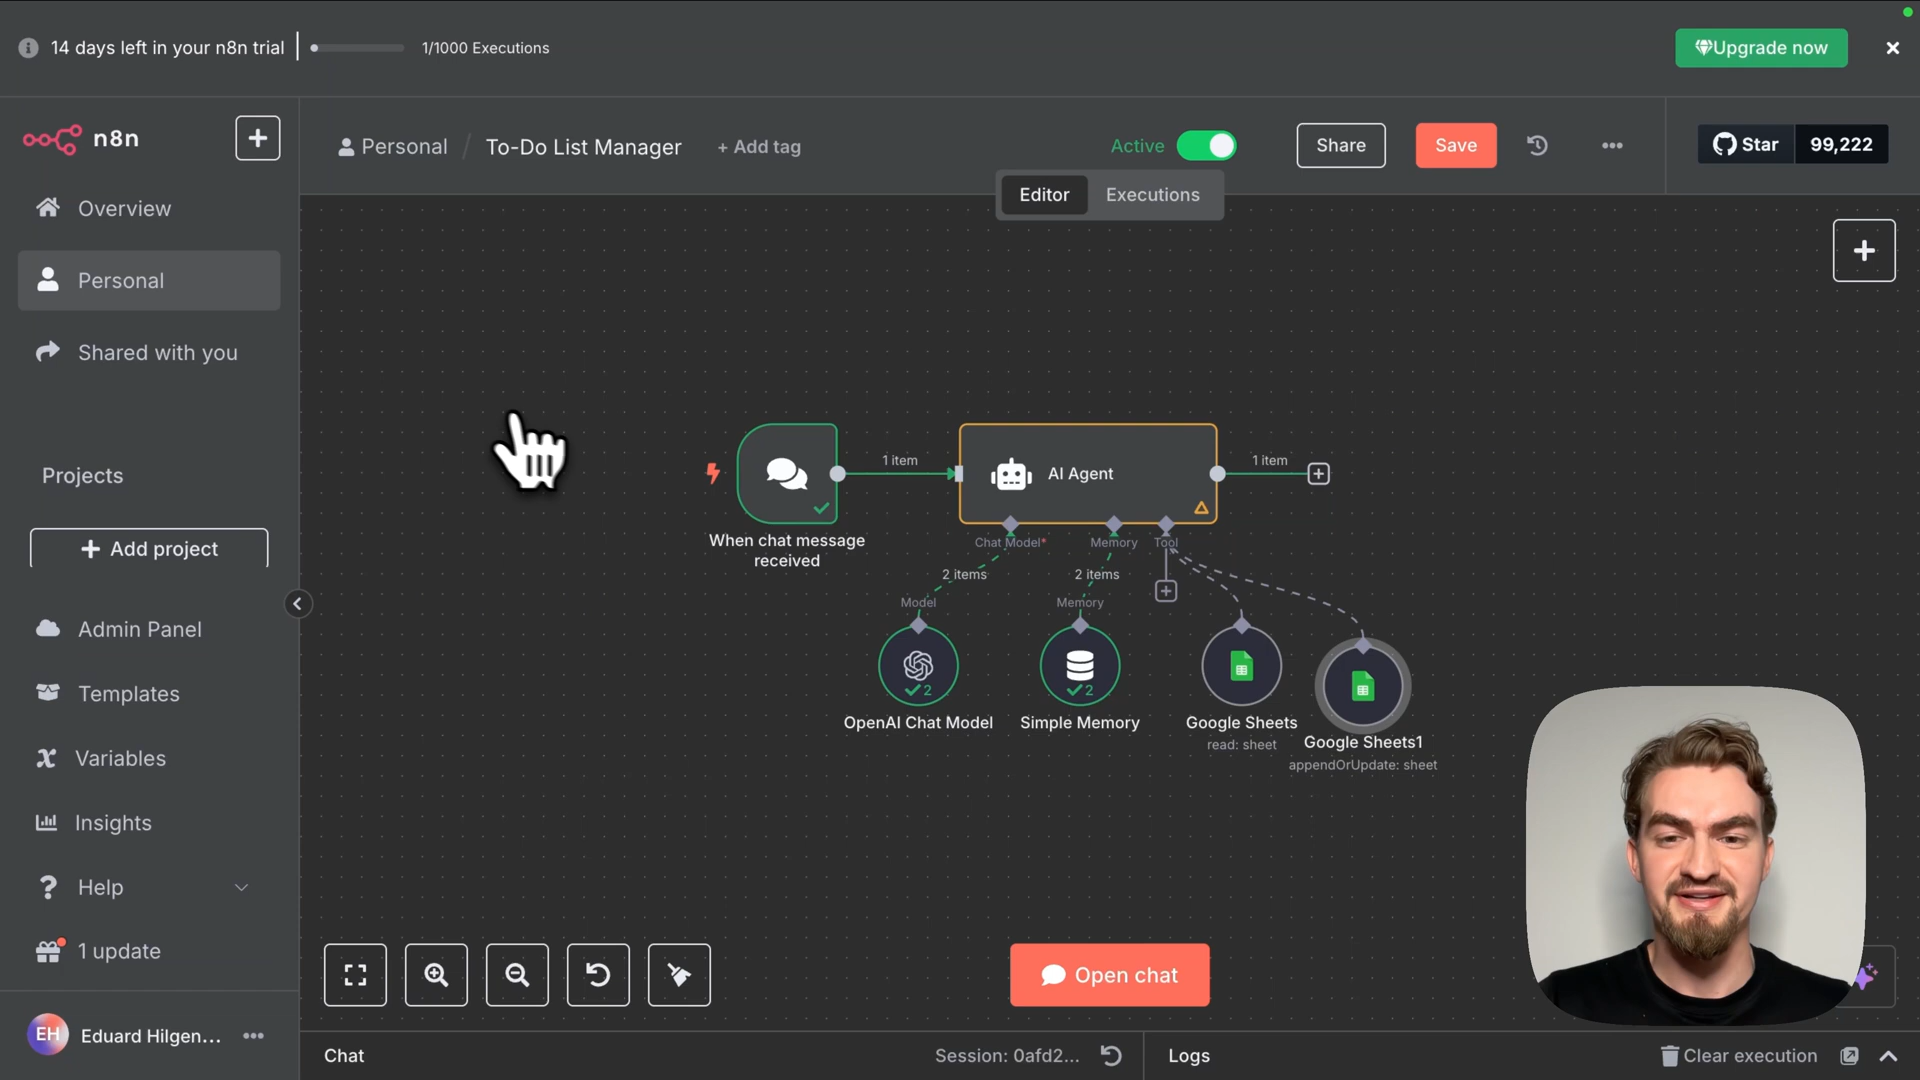 14 days left in your n8n trial
1/1000 Executions
Upgrade now
n8n
Personal / To-Do List Manager
+ Add tag
Active
Share
Save
Star
99,222
Editor
Executions
Overview
Personal
Shared with you
Projects
Add project
Admin Panel
Templates
Variables
Insights
Help
1 update
EH
Eduard Hilgen...
1 item
AI Agent
1 item
When chat message
received
Chat Model*
Memory
Tool
2 items
2 items
Model
Memory
2
2
OpenAI Chat Model
Simple Memory
Google Sheets
read: sheet
Google Sheets1
appendOrUpdate: sheet
Open chat
Chat
Session: 0afd2...
Logs
Clear execution